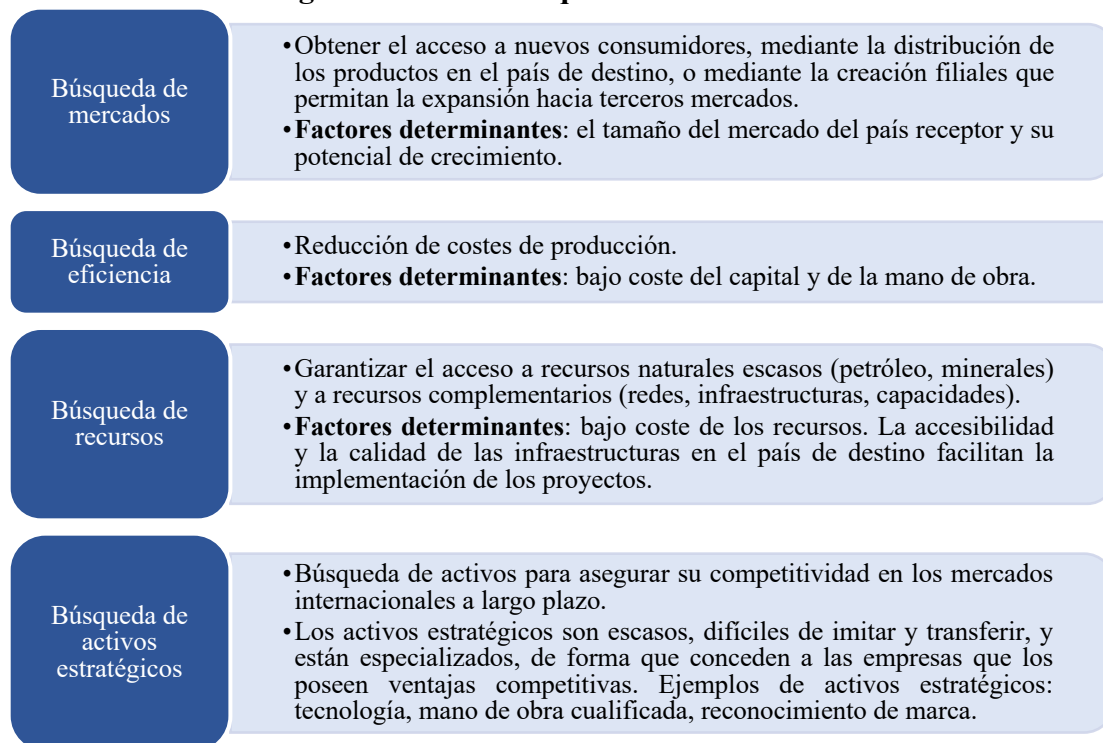 Búsqueda de
mercados
•Obtener el acceso a nuevos consumidores, mediante la distribución de
los productos en el país de destino, o mediante la creación filiales que
permitan la expansión hacia terceros mercados.
•Factores determinantes: el tamaño del mercado del país receptor y su
potencial de crecimiento.
Búsqueda de
eficiencia
•Reducción de costes de producción.
•Factores determinantes: bajo coste del capital y de la mano de obra.
Búsqueda de
recursos
•Garantizar el acceso a recursos naturales escasos (petróleo, minerales)
y a recursos complementarios (redes, infraestructuras, capacidades).
•Factores determinantes: bajo coste de los recursos. La accesibilidad
y la calidad de las infraestructuras en el país de destino facilitan la
implementación de los proyectos.
Búsqueda de
activos
estratégicos
•Búsqueda de activos para asegurar su competitividad en los mercados
internacionales a largo plazo.
•Los activos estratégicos son escasos, difíciles de imitar y transferir, y
están especializados, de forma que conceden a las empresas que los
poseen ventajas competitivas. Ejemplos de activos estratégicos:
tecnología, mano de obra cualificada, reconocimiento de marca.